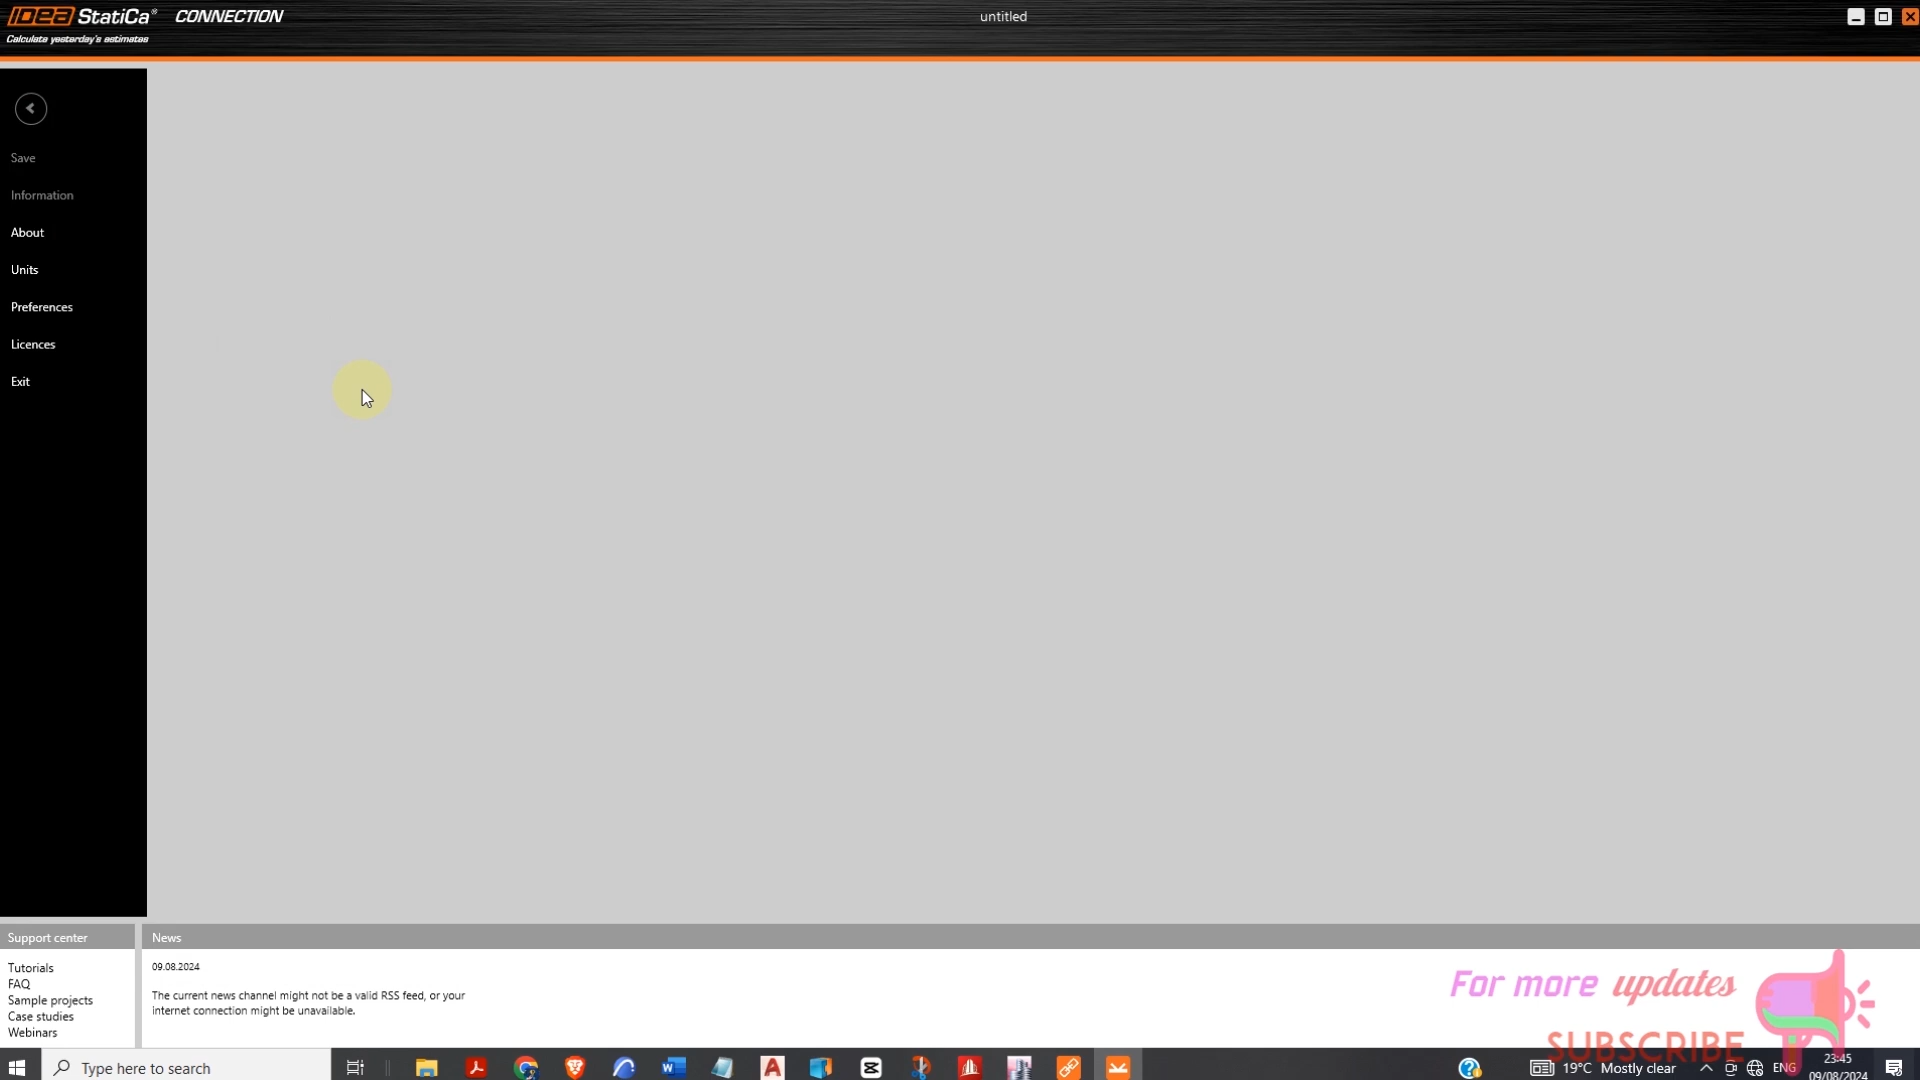 IDEA StatiCa® CONNECTION
untitled
Calculate yesterday's estimates
Save
Information
About
Units
Preferences
Licences
Exit
Support center
News
Tutorials
FAQ
Sample projects
Case studies
Webinars
09.08.2024
The current news channel might not be a valid RSS feed, or your
internet connection might be unavailable.
For more updates
SUBSCRIBE
Type here to search
19°C Mostly clear
ENG
23:45
09/08/2024